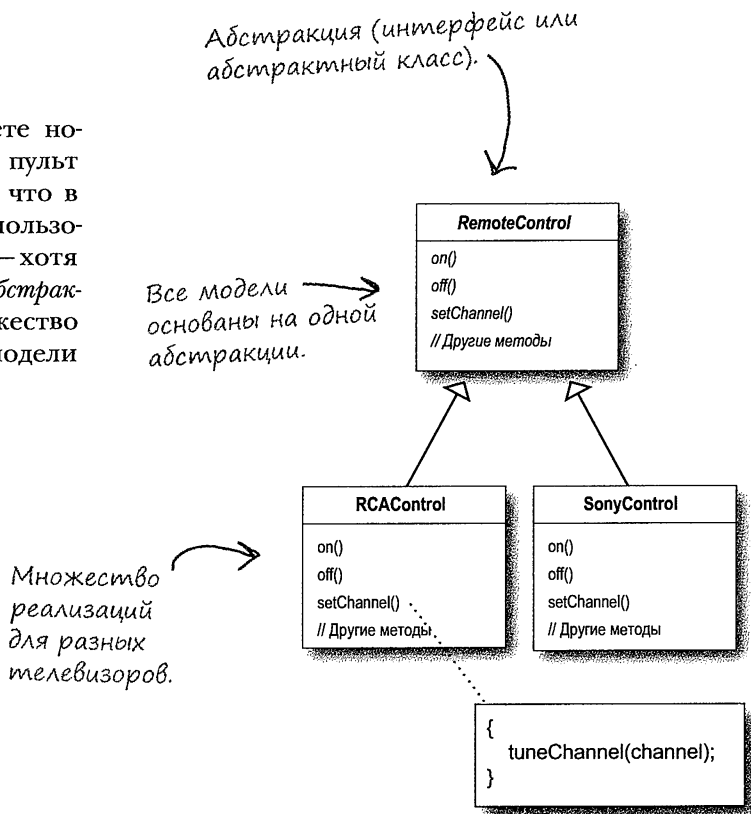 Абстракция (интерфейс или
абстрактный класс).
ете но-
пульт
что в
пользо-
— хотя
бстрак-
жество
модели
Все модели
основаны на одной
абстракции.
RemoteControl
on()
off()
setChannel()
// Другие методы
Множество
реализаций
для разных
телевизоров.
RCAControl
on()
off()
setChannel()
// Другие методы
SonyControl
on()
off()
setChannel()
// Другие методы
{
tuneChannel(channel);
}